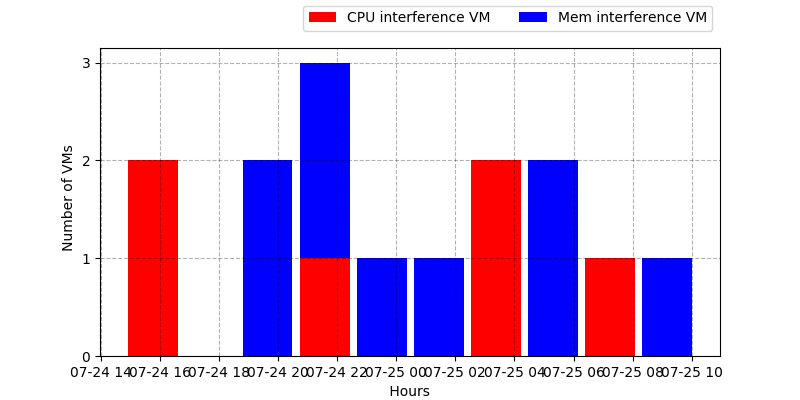 CPU interference VM Mem interference VM
3
2
1
0
Number of VMs
07-24 14 07-24 16 07-24 18 07-24 20 07-24 22 07-25 00 07-25 02 07-25 04 07-25 06 07-25 08 07-25 10
Hours